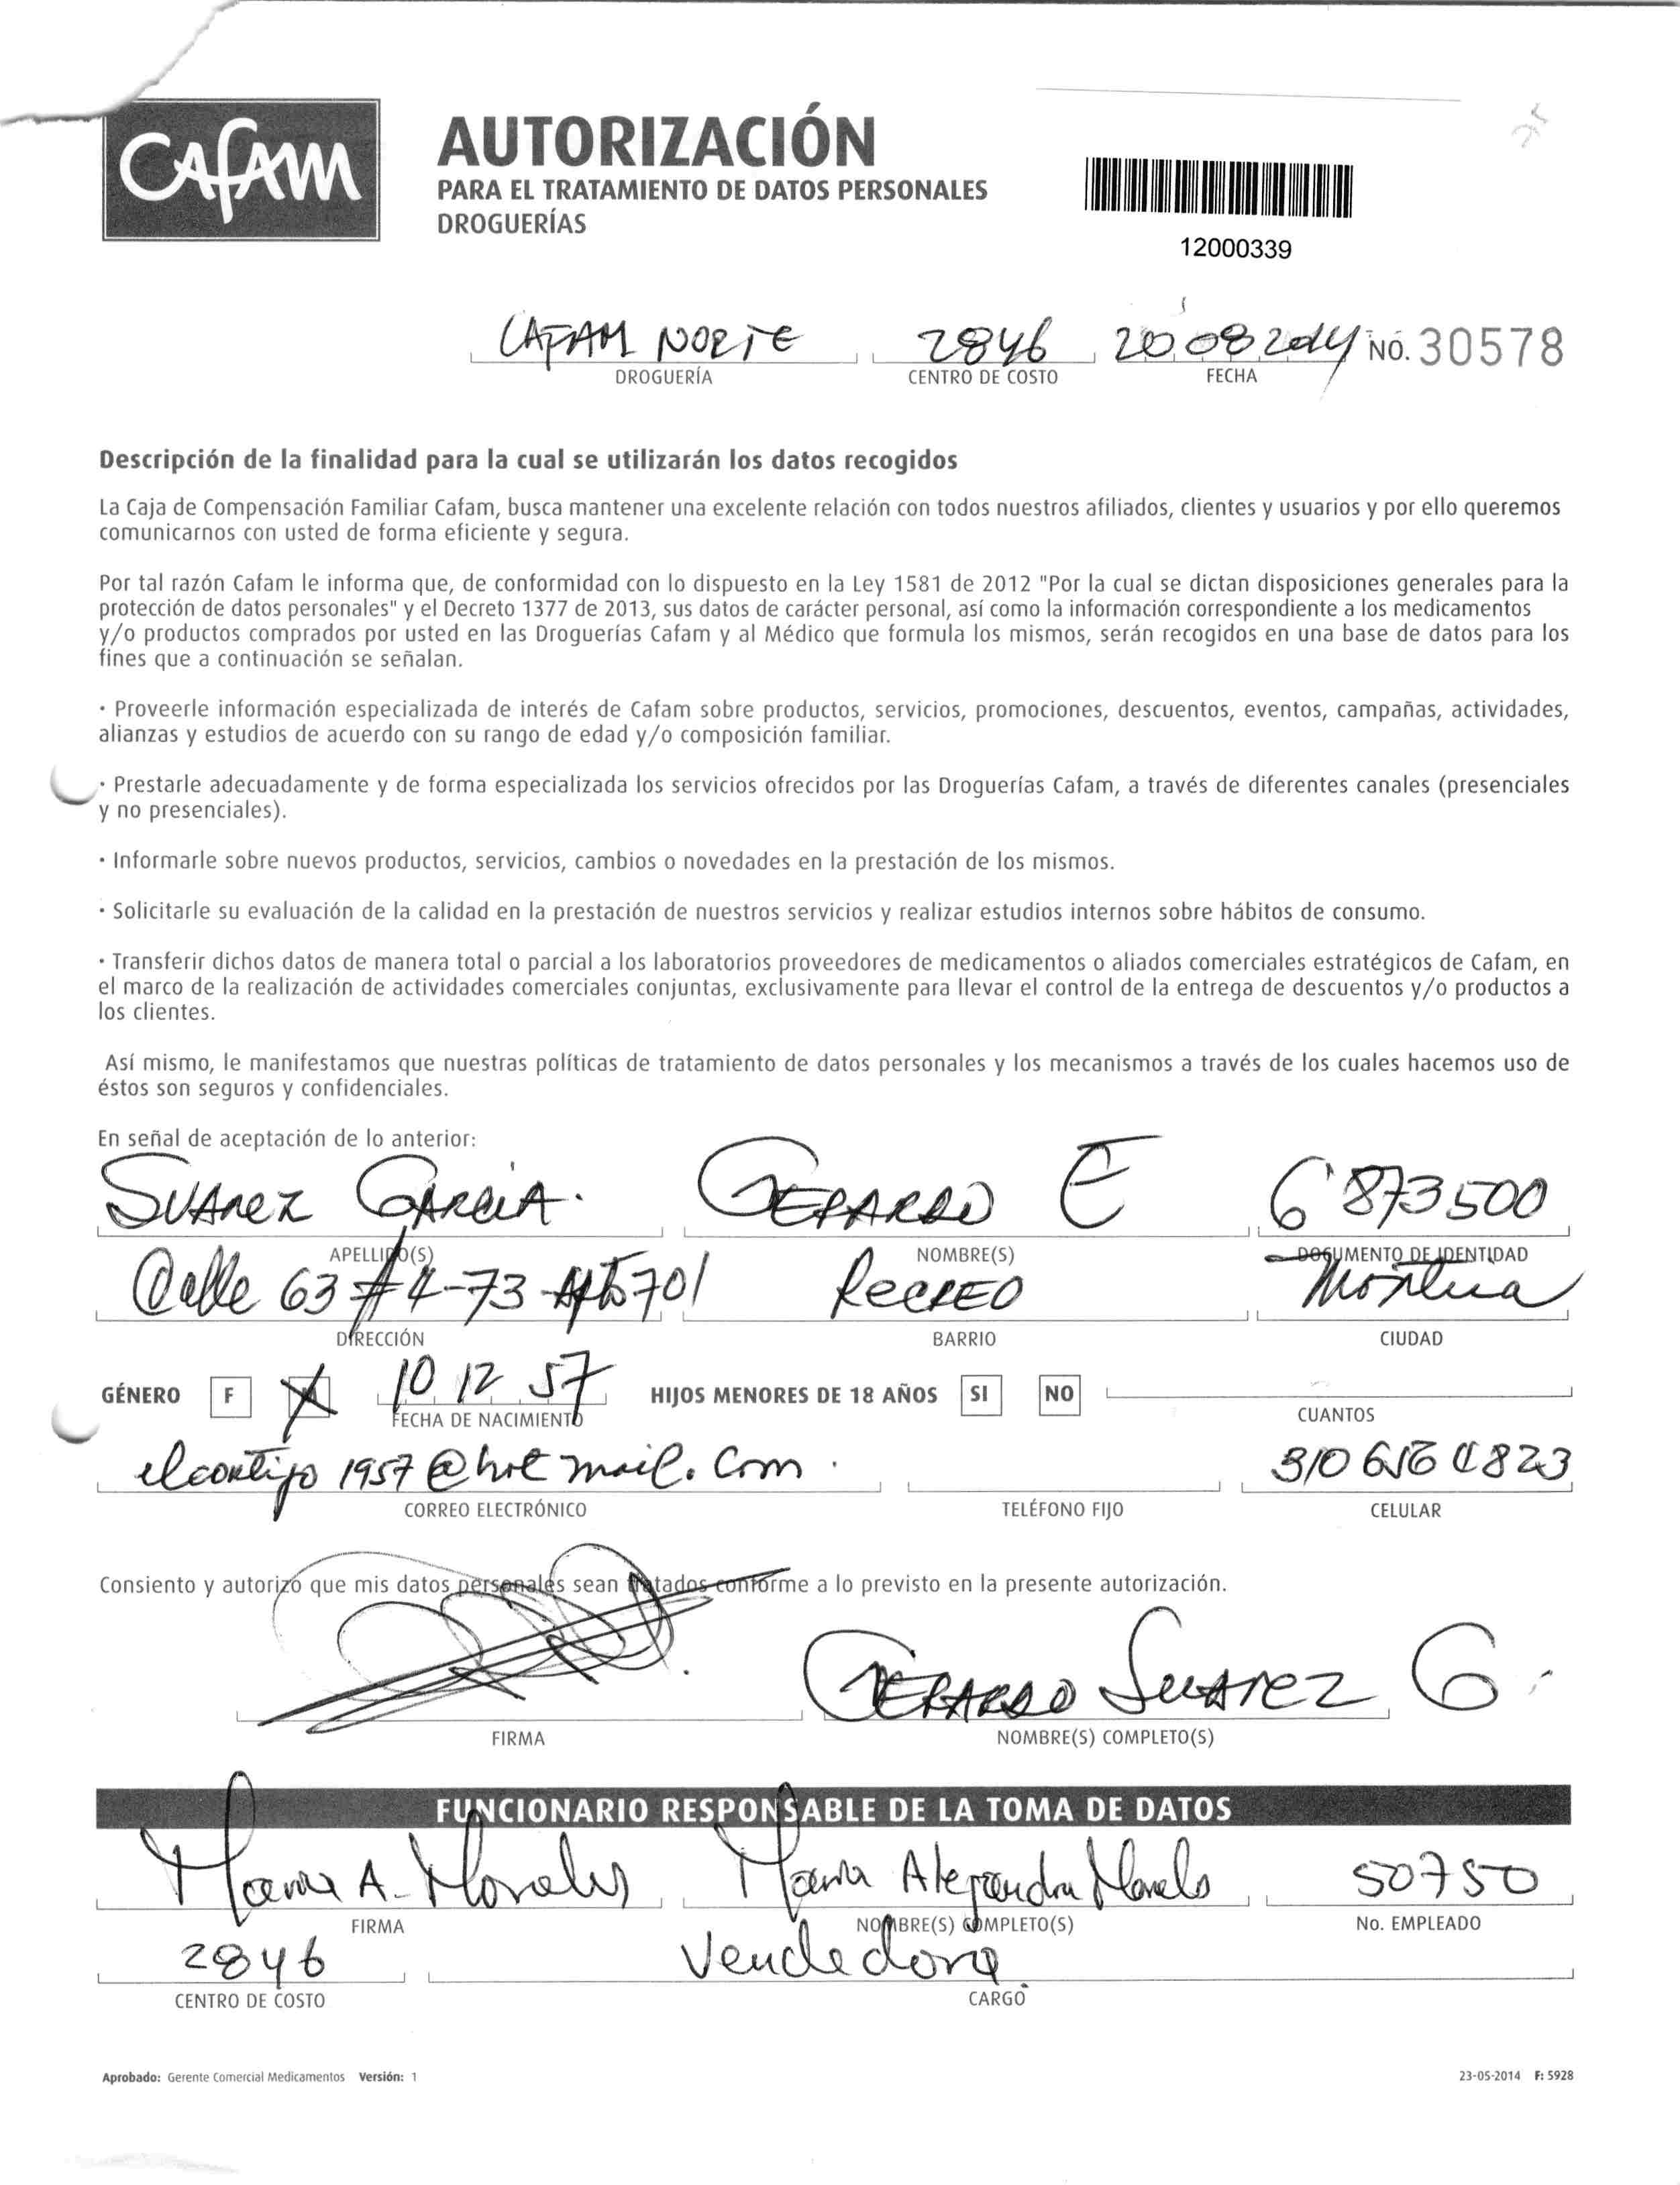 Cafam
AUTORIZACIÓN
PARA EL TRATAMIENTO DE DATOS PERSONALES
DROGUERÍAS
12000339
CAFAM NORTE 2846 20 08 2014 NO. 30578
DROGUERÍA CENTRO DE COSTO FECHA
Descripción de la finalidad para la cual se utilizarán los datos recogidos
La Caja de Compensación Familiar Cafam, busca mantener una excelente relación con todos nuestros afiliados, clientes y usuarios y por ello queremos
comunicarnos con usted de forma eficiente y segura.
Por tal razón Cafam le informa que, de conformidad con lo dispuesto en la Ley 1581 de 2012 "Por la cual se dictan disposiciones generales para la
protección de datos personales" y el Decreto 1377 de 2013, sus datos de carácter personal, así como la información correspondiente a los medicamentos
y/o productos comprados por usted en las Droguerías Cafam y al Médico que formula los mismos, serán recogidos en una base de datos para los
fines que a continuación se señalan.
· Proveerle información especializada de interés de Cafam sobre productos, servicios, promociones, descuentos, eventos, campañas, actividades,
alianzas y estudios de acuerdo con su rango de edad y/o composición familiar.
· Prestarle adecuadamente y de forma especializada los servicios ofrecidos por las Droguerías Cafam, a través de diferentes canales (presenciales
y no presenciales).
· Informarle sobre nuevos productos, servicios, cambios o novedades en la prestación de los mismos.
· Solicitarle su evaluación de la calidad en la prestación de nuestros servicios y realizar estudios internos sobre hábitos de consumo.
· Transferir dichos datos de manera total o parcial a los laboratorios proveedores de medicamentos o aliados comerciales estratégicos de Cafam, en
el marco de la realización de actividades comerciales conjuntas, exclusivamente para llevar el control de la entrega de descuentos y/o productos a
los clientes.
Así mismo, le manifestamos que nuestras políticas de tratamiento de datos personales y los mecanismos a través de los cuales hacemos uso de
éstos son seguros y confidenciales.
En señal de aceptación de lo anterior:
SUAREZ GARCIA. GERARDO E 6'873500
APELLIDO(S) NOMBRE(S) DOCUMENTO DE IDENTIDAD
Calle 63 #4-73 Apto 701 RECREO Montería
DIRECCIÓN BARRIO CIUDAD
GÉNERO F X 10 12 57 HIJOS MENORES DE 18 AÑOS SI NO
FECHA DE NACIMIENTO CUANTOS
elcortijo 1957@hotmail.com.
CORREO ELECTRÓNICO TELÉFONO FIJO CELULAR
Consiento y autorizo que mis datos personales sean tratados conforme a lo previsto en la presente autorización.
GERARDO SUAREZ G.
FIRMA NOMBRE(S) COMPLETO(S)
FUNCIONARIO RESPONSABLE DE LA TOMA DE DATOS
Maria A. Morales Maria Alejandra Morales 50750
FIRMA NOMBRE(S) COMPLETO(S) No. EMPLEADO
2846 Vendedora
CENTRO DE COSTO CARGO
Aprobado: Gerente Comercial Medicamentos Versión: 1 23-05-2014 F: 5928